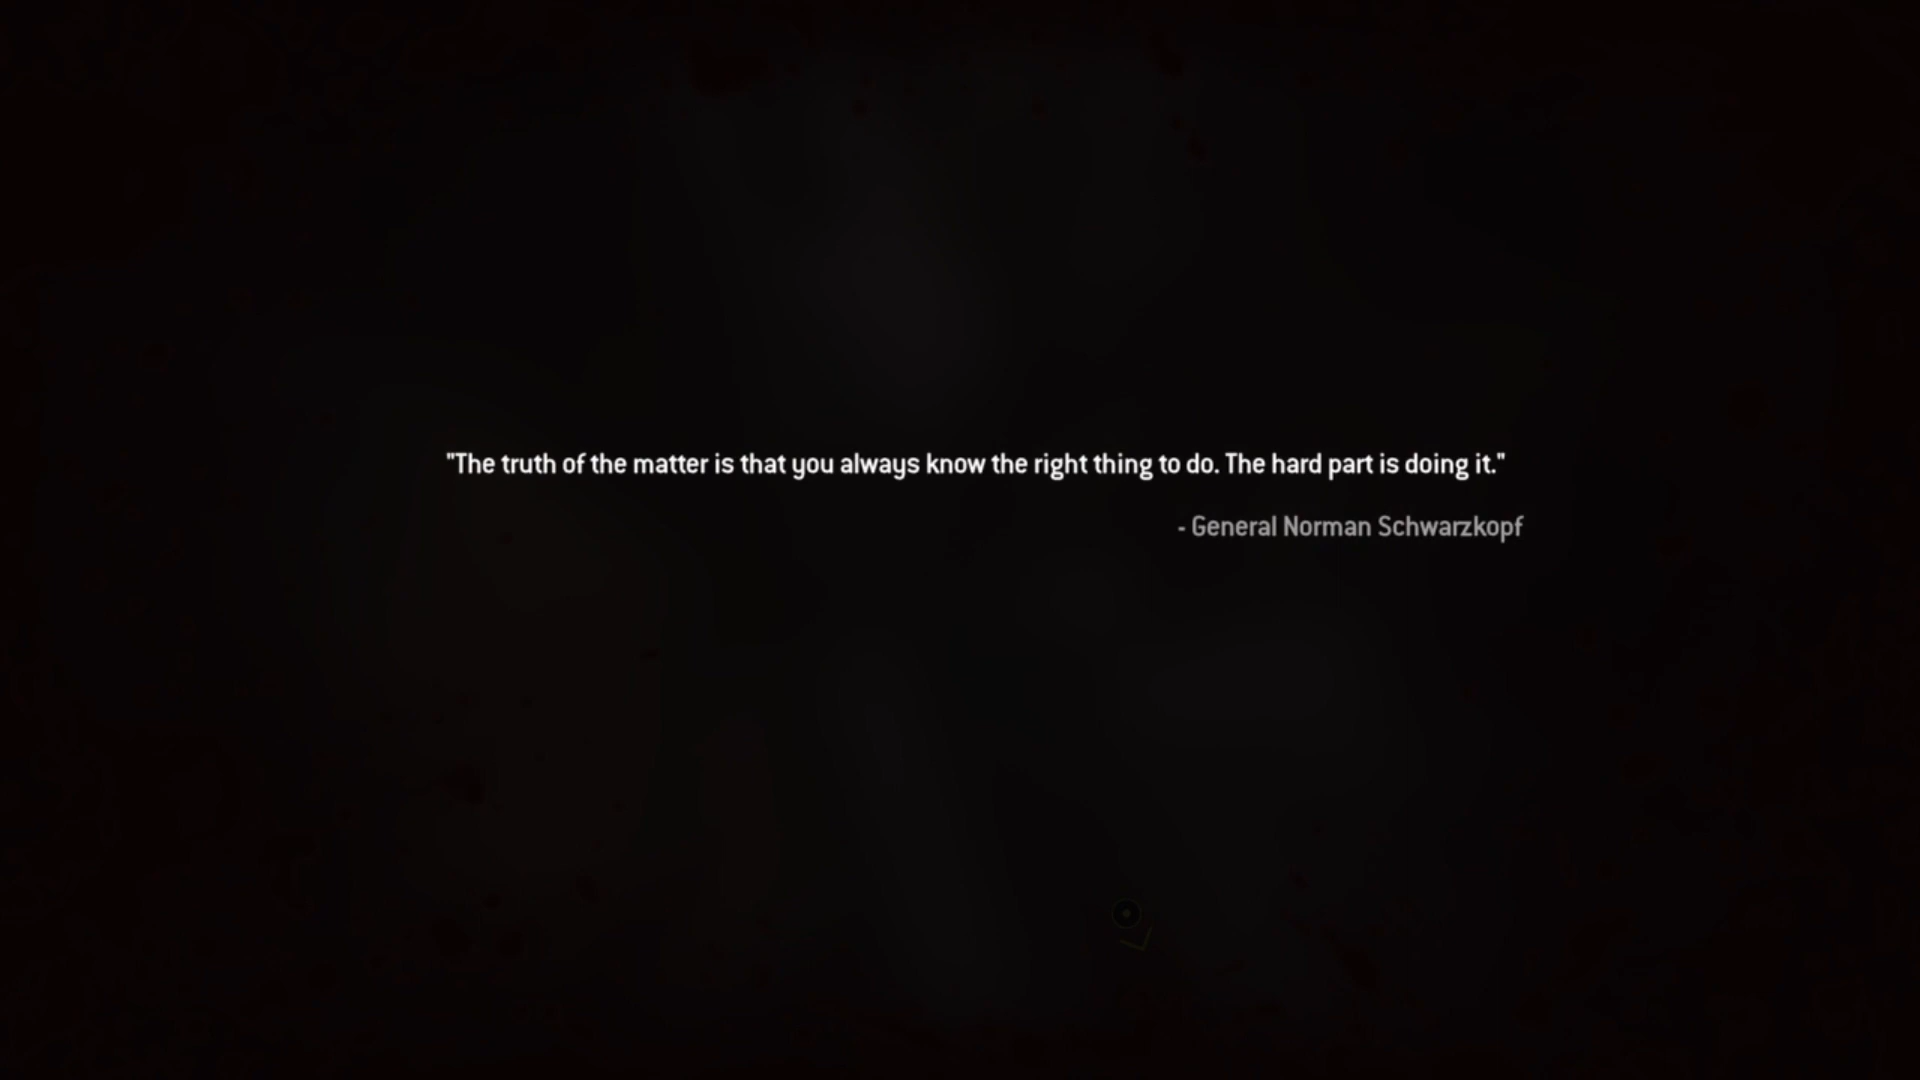 "The truth of the matter is that you always know the right thing to do. The hard part is doing it."
- General Norman Schwarzkopf